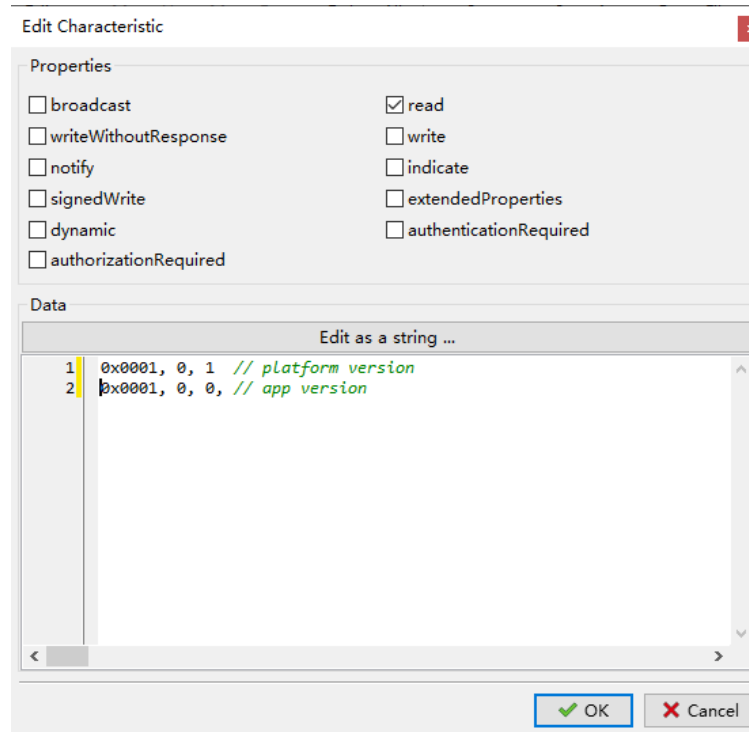 Edit Characteristic
Properties
broadcast
read
writeWithoutResponse
write
notify
indicate
signedWrite
extendedProperties
dynamic
authenticationRequired
authorizationRequired
Data
Edit as a string ...
1 0x0001, 0, 1 // platform version
2 0x0001, 0, 0, // app version
OK
Cancel